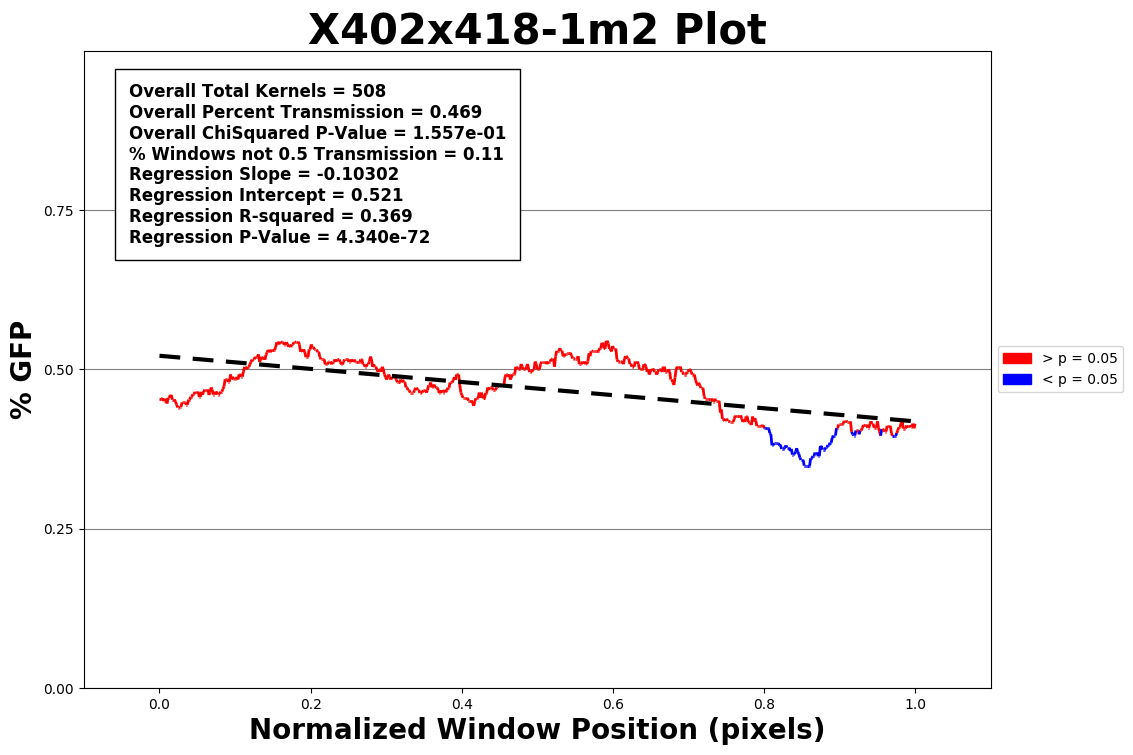 X402x418-1m2 Plot
Overall Total Kernels = 508
Overall Percent Transmission = 0.469
Overall ChiSquared P-Value = 1.557e-01
% Windows not 0.5 Transmission = 0.11
Regression Slope = -0.10302
Regression Intercept = 0.521
Regression R-squared = 0.369
Regression P-Value = 4.340e-72
% GFP
0.75
0.50
0.25
0.00
> p = 0.05
< p = 0.05
0.0 0.2 0.4 0.6 0.8 1.0
Normalized Window Position (pixels)